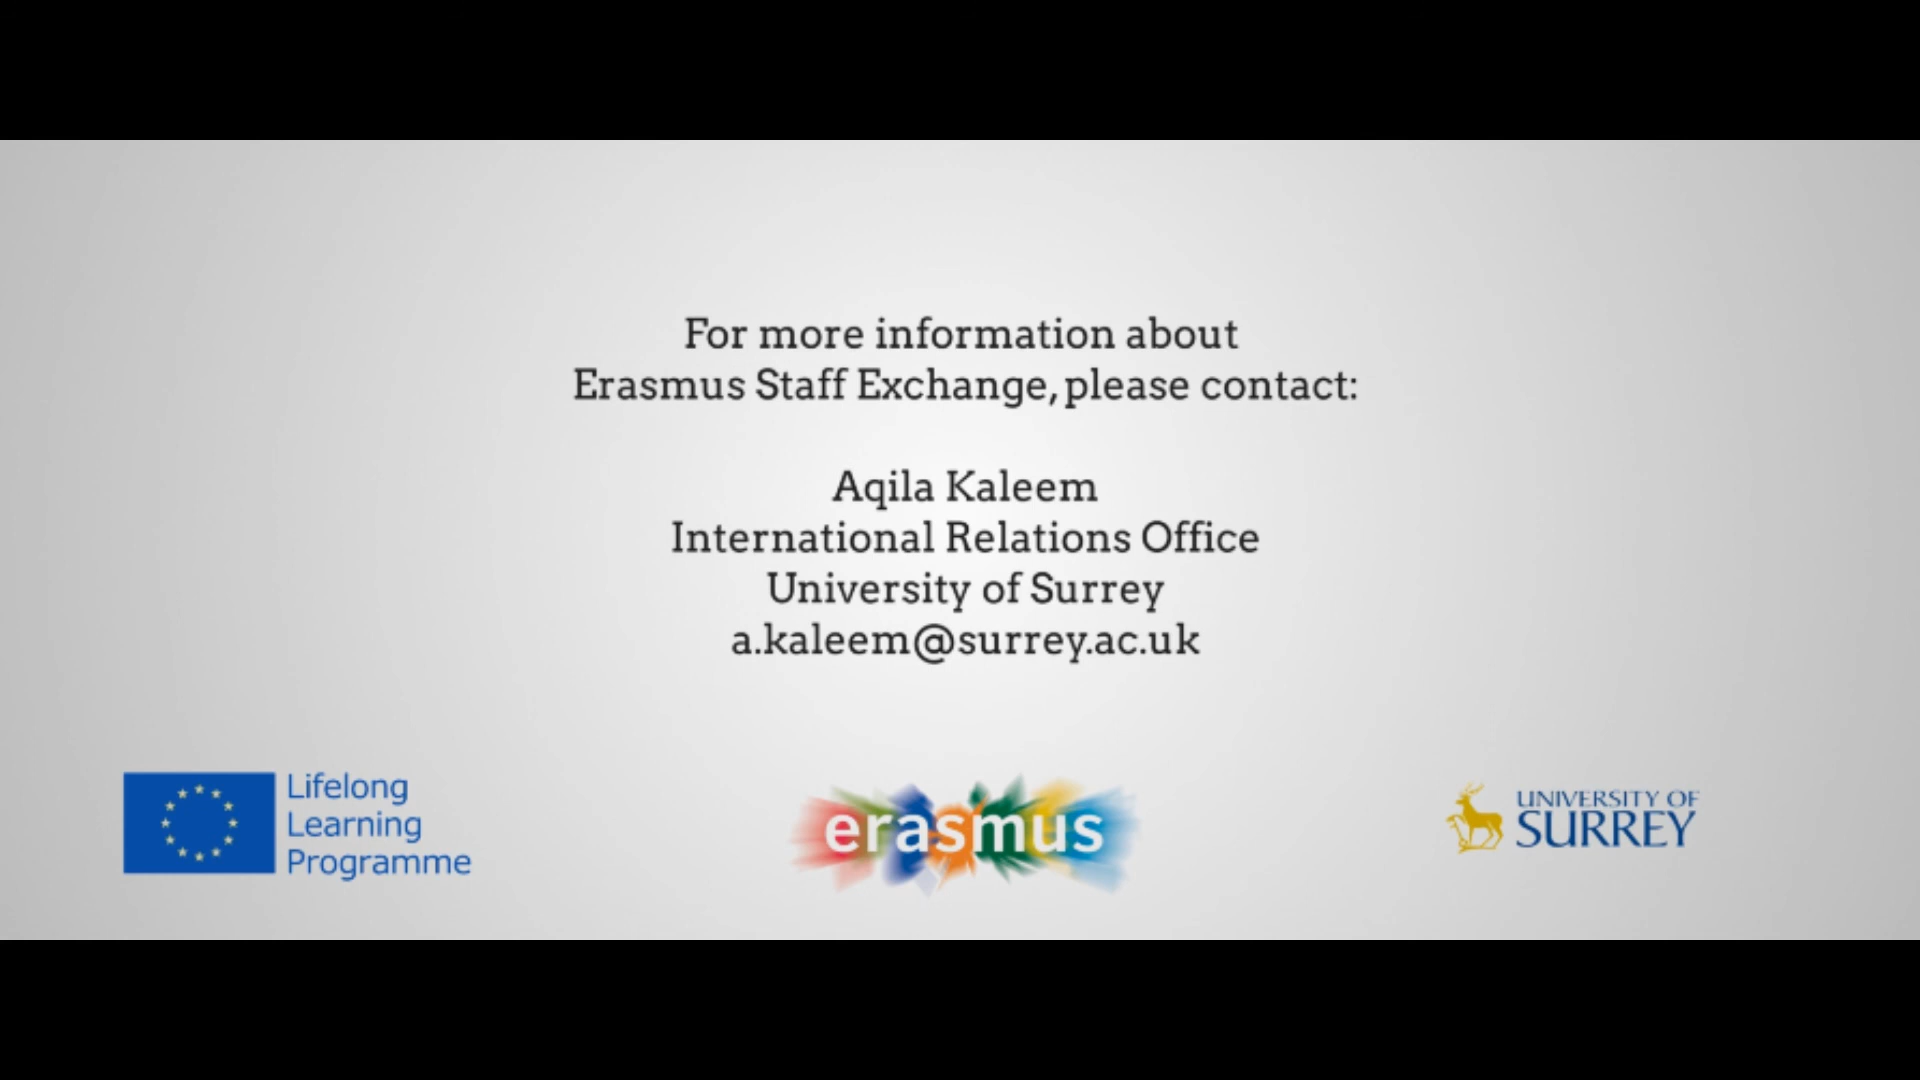 For more information about
Erasmus Staff Exchange, please contact:
Aqila Kaleem
International Relations Office
University of Surrey
a.kaleem@surrey.ac.uk
Lifelong
Learning
Programme
erasmus
UNIVERSITY OF
SURREY